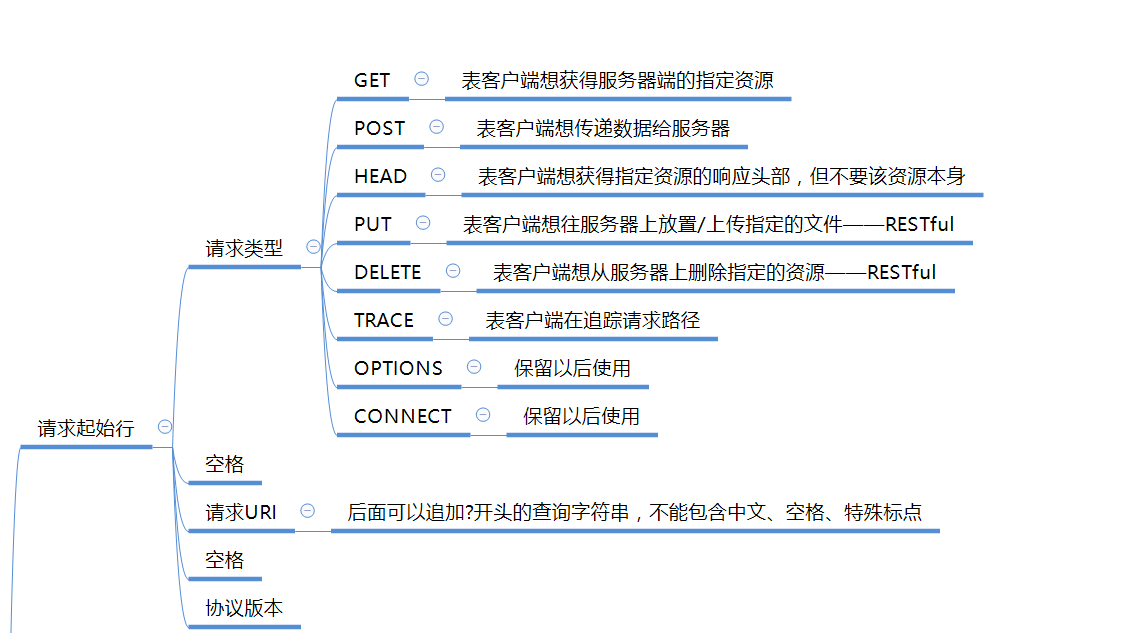 GET 表客户端想获得服务器端的指定资源
POST 表客户端想传递数据给服务器
HEAD 表客户端想获得指定资源的响应头部，但不要该资源本身
PUT 表客户端想往服务器上放置/上传指定的文件——RESTful
请求类型
DELETE 表客户端想从服务器上删除指定的资源——RESTful
TRACE 表客户端在追踪请求路径
OPTIONS 保留以后使用
CONNECT 保留以后使用
请求起始行
空格
请求URI 后面可以追加?开头的查询字符串，不能包含中文、空格、特殊标点
空格
协议版本